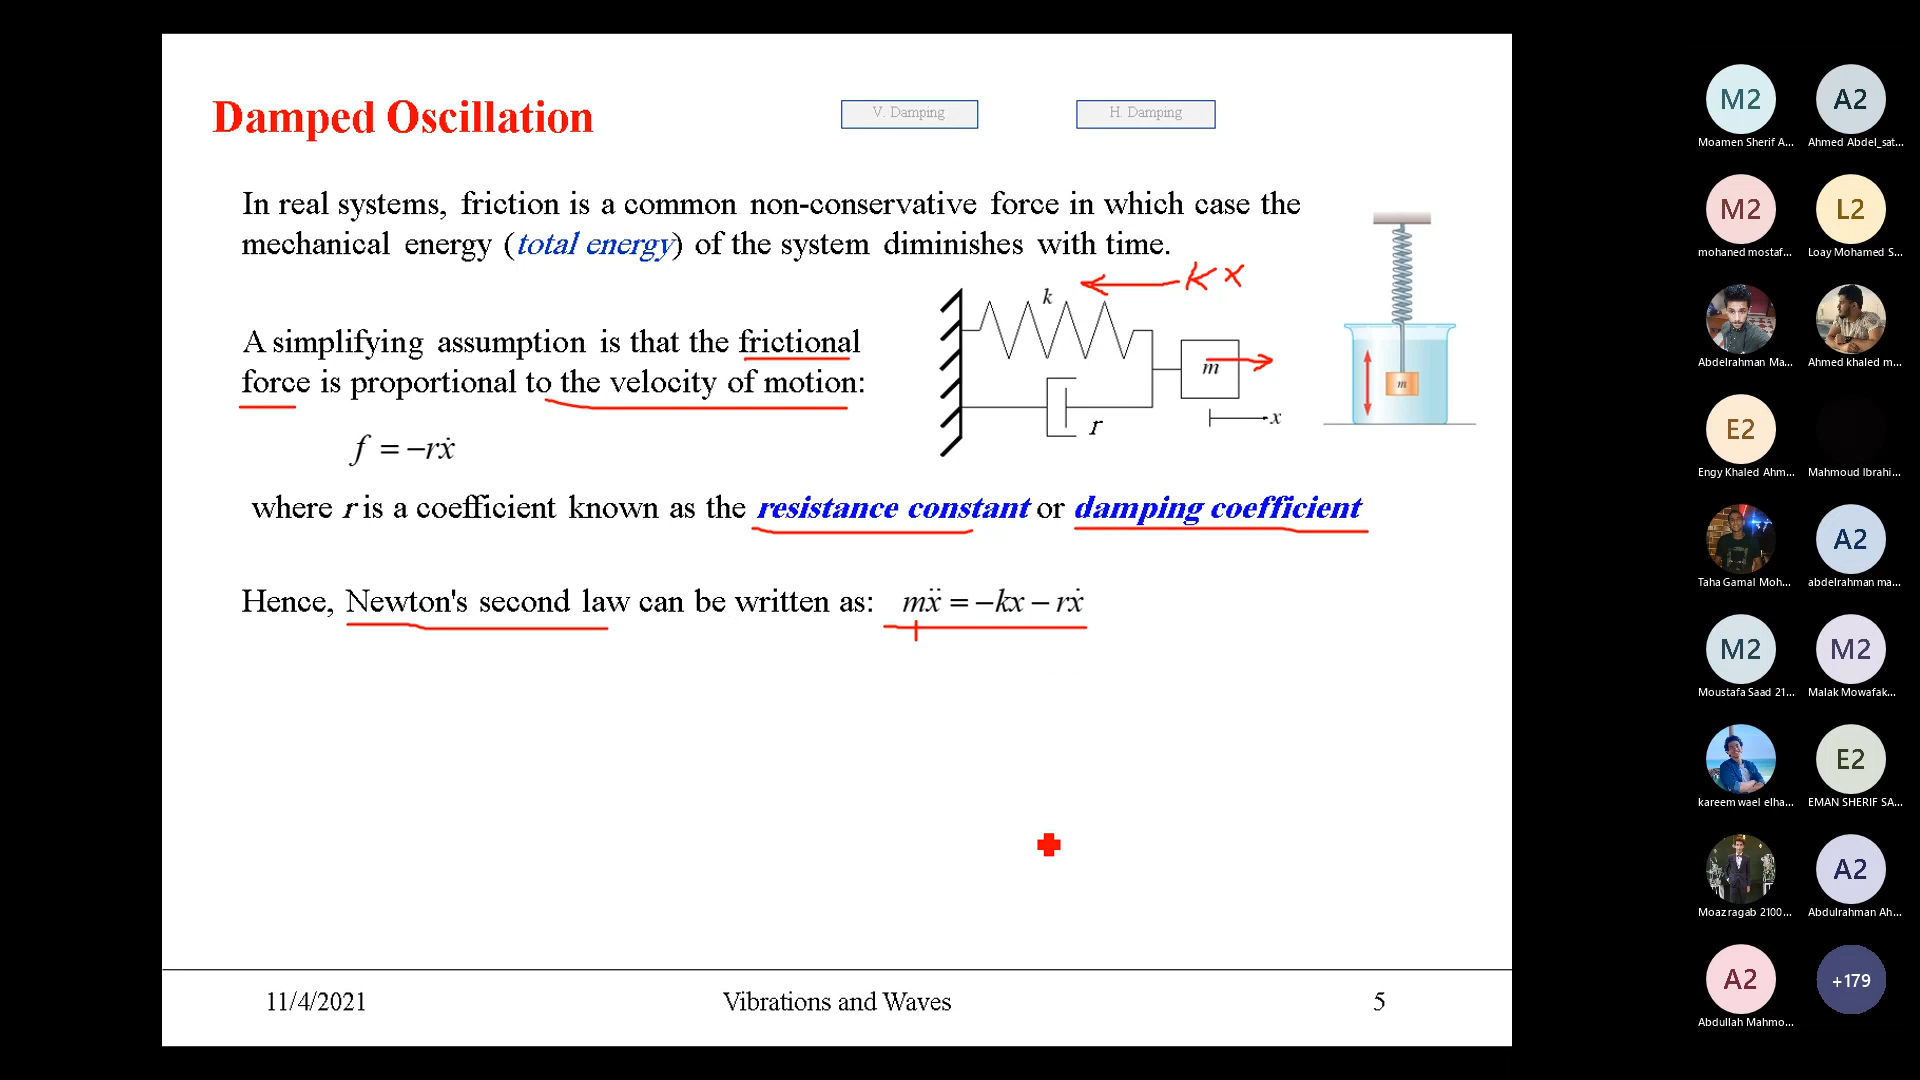 Damped Oscillation
V. Damping
H. Damping
In real systems, friction is a common non-conservative force in which case the
mechanical energy (total energy) of the system diminishes with time.
k
K x
A simplifying assumption is that the frictional
force is proportional to the velocity of motion:
m
m
x
r
f = −rẋ
where r is a coefficient known as the resistance constant or damping coefficient
Hence, Newton's second law can be written as: mẍ = −kx − rẋ
11/4/2021
Vibrations and Waves
5
M2
A2
Moamen Sherif A...
Ahmed Abdel_sat...
M2
L2
mohaned mostaf...
Loay Mohamed S...
Abdelrahman Ma...
Ahmed khaled m...
E2
Engy Khaled Ahm...
Mahmoud Ibrahi...
A2
Taha Gamal Moh...
abdelrahman ma...
M2
M2
Moustafa Saad 21...
Malak Mowafak...
E2
kareem wael elha...
EMAN SHERIF SA...
A2
Moaz ragab 2100...
Abdulrahman Ah...
A2
+179
Abdullah Mahmo...